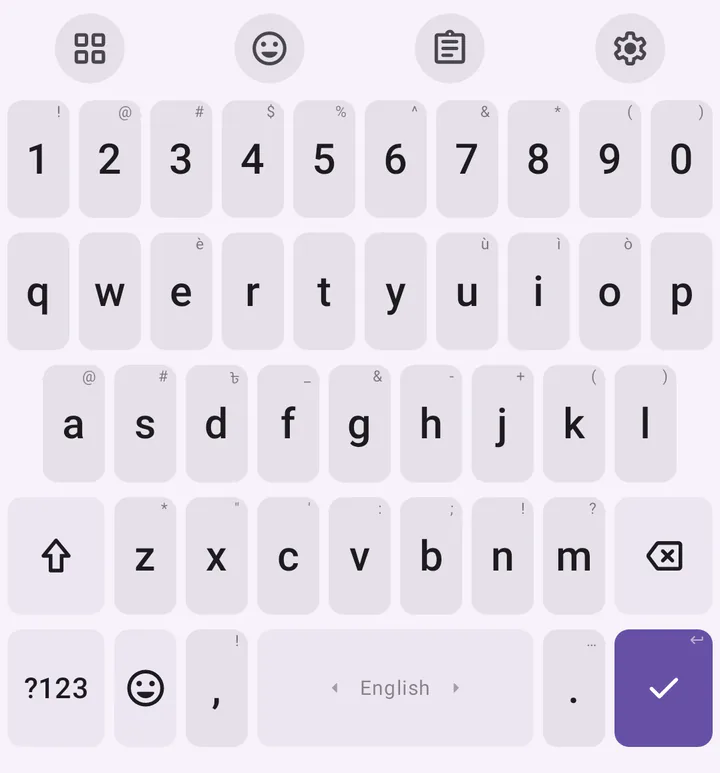 ! @ # $ % ^ & * ( )
1 2 3 4 5 6 7 8 9 0
è ù ì ò
q w e r t y u i o p
@ # _ & - + ( )
a s d f g h j k l
* " ' : ; ! ?
z x c v b n m
! …
?123 , English .